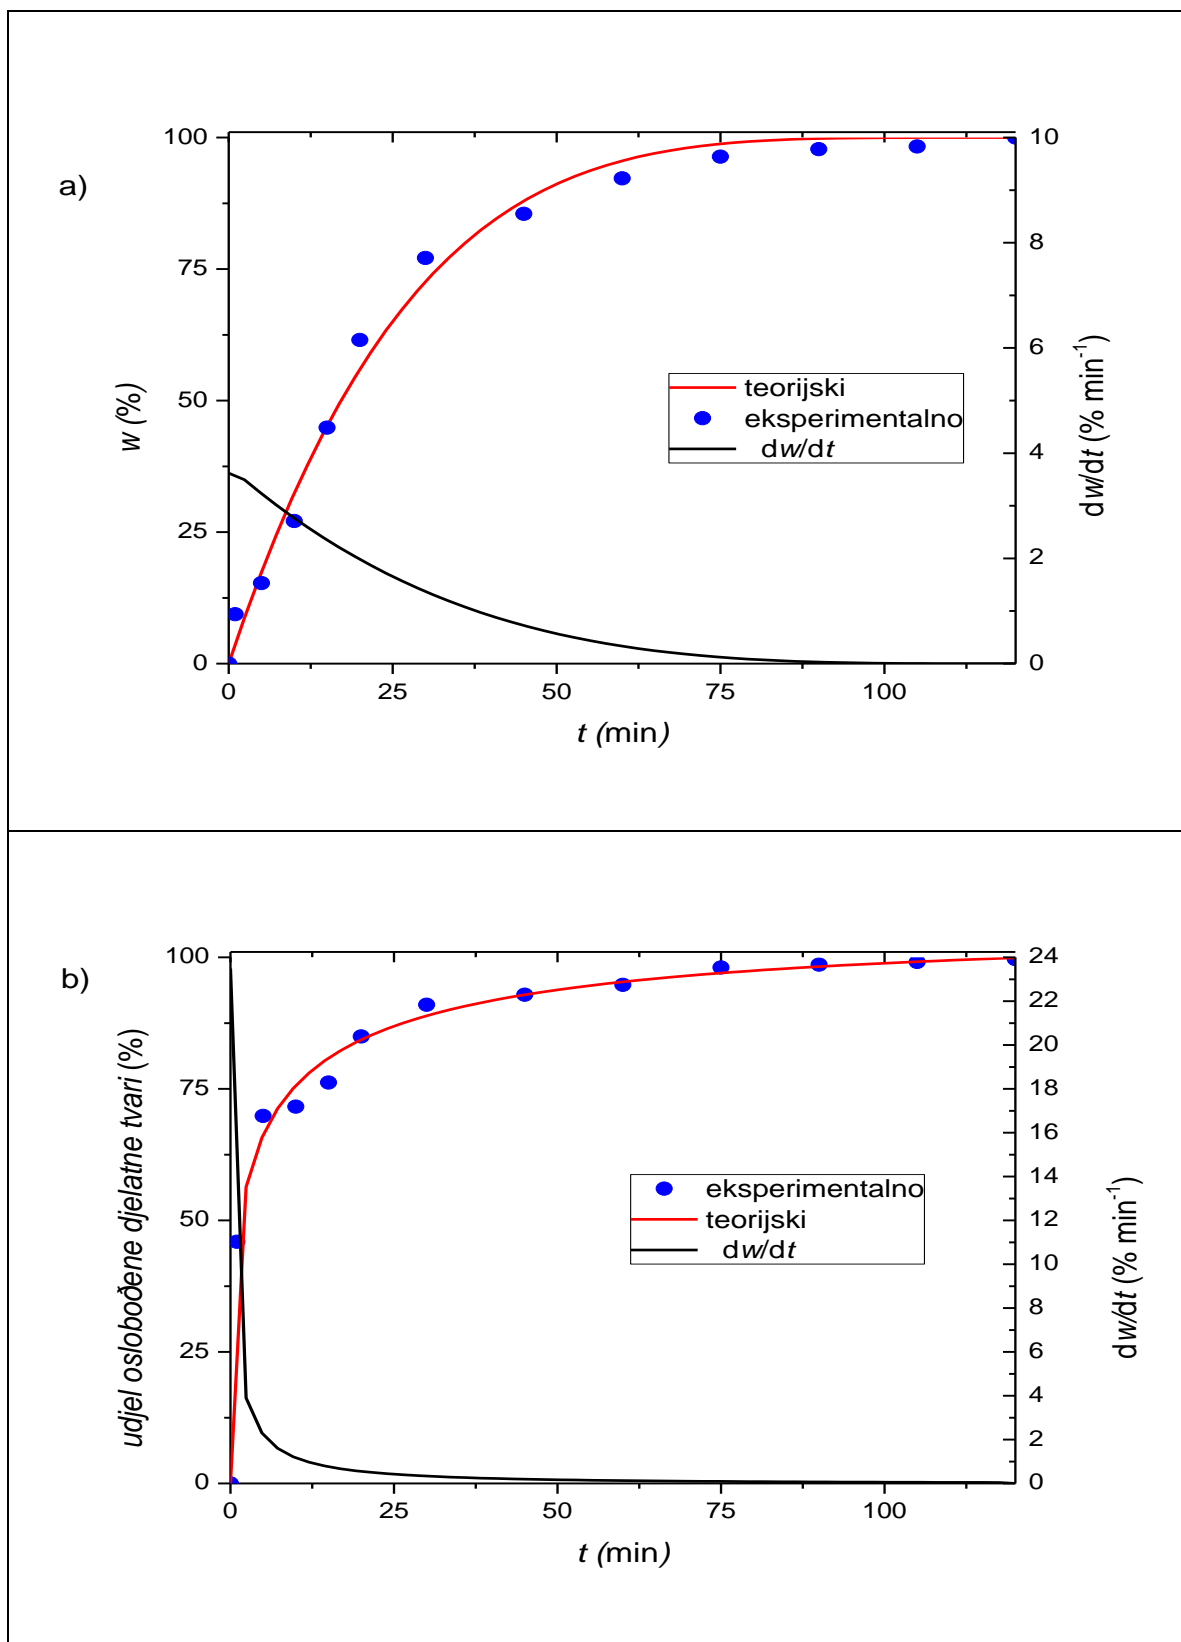 a)
100
75
50
25
0
w (%)
10
8
6
4
2
0
dw/dt (% min-1)
teorijski
eksperimentalno
dw/dt
0 25 50 75 100
t (min)
b)
100
75
50
25
0
udjel oslobođene djelatne tvari (%)
24
22
20
18
16
14
12
10
8
6
4
2
0
dw/dt (% min-1)
eksperimentalno
teorijski
dw/dt
0 25 50 75 100
t (min)